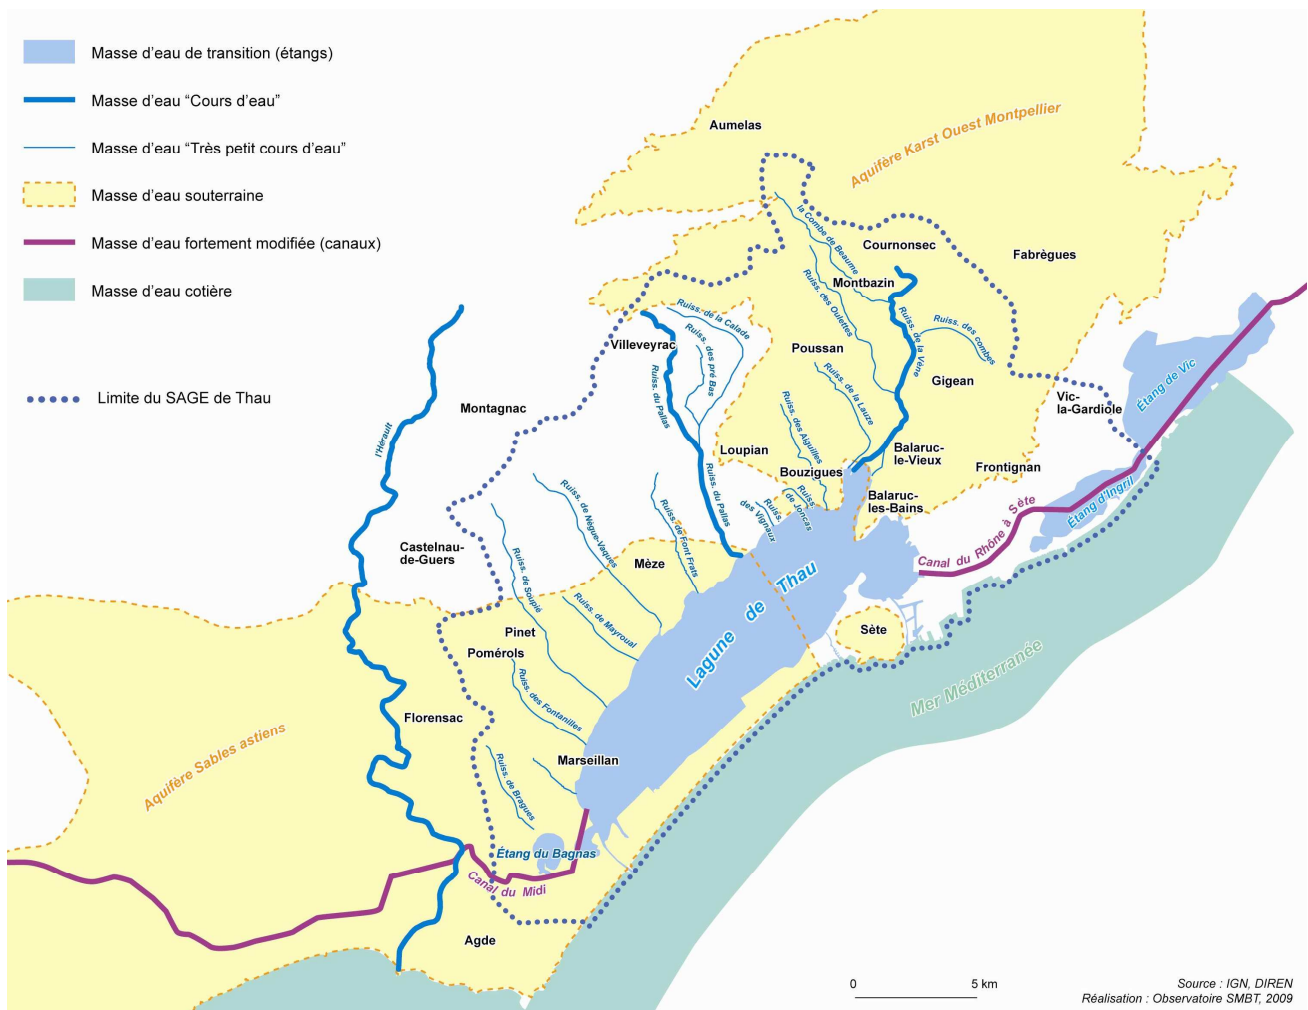 Masse d'eau de transition (étangs)
Masse d'eau “Cours d'eau”
Masse d'eau “Très petit cours d'eau”
Masse d'eau souterraine
Masse d'eau fortement modifiée (canaux)
Masse d'eau cotière
Limite du SAGE de Thau
Aumelas
Aquifère Karst Ouest Montpellier
la Combe de Beaume
Cournonsec
Fabrègues
Montbazin
Ruiss. des Oulettes
Ruiss. de la Calade
Ruiss. des pré Bas
Ruiss. de la Vène
Ruiss. des combes
Villeveyrac
Poussan
Ruiss. du Pallas
Ruiss. de la Lauze
Gigean
Étang de Vic
Vic-
la-Gardiole
Montagnac
l'Hérault
Ruiss. des Aiguilles
Loupian
Balaruc-
le-Vieux
Bouzigues
Frontignan
Ruiss. du Pallas
Balaruc-
les-Bains
Étang d'Ingril
Ruiss.
de Joncas
Ruiss.
des Vignaux
Ruiss. de Nègue-Vaques
Ruiss. de Font Frats
Canal du Rhône à Sète
Castelnau-
de-Guers
Ruiss. de Soupié
Mèze
Lagune de Thau
Ruiss. de Mayroual
Pinet
Pomérols
Sète
Mer Méditerranée
Ruiss. des Fontanilles
Florensac
Aquifère Sables astiens
Marseillan
Ruiss. de Bragues
Étang du Bagnas
Canal du Midi
Agde
0 5 km
Source : IGN, DIREN
Réalisation : Observatoire SMBT, 2009